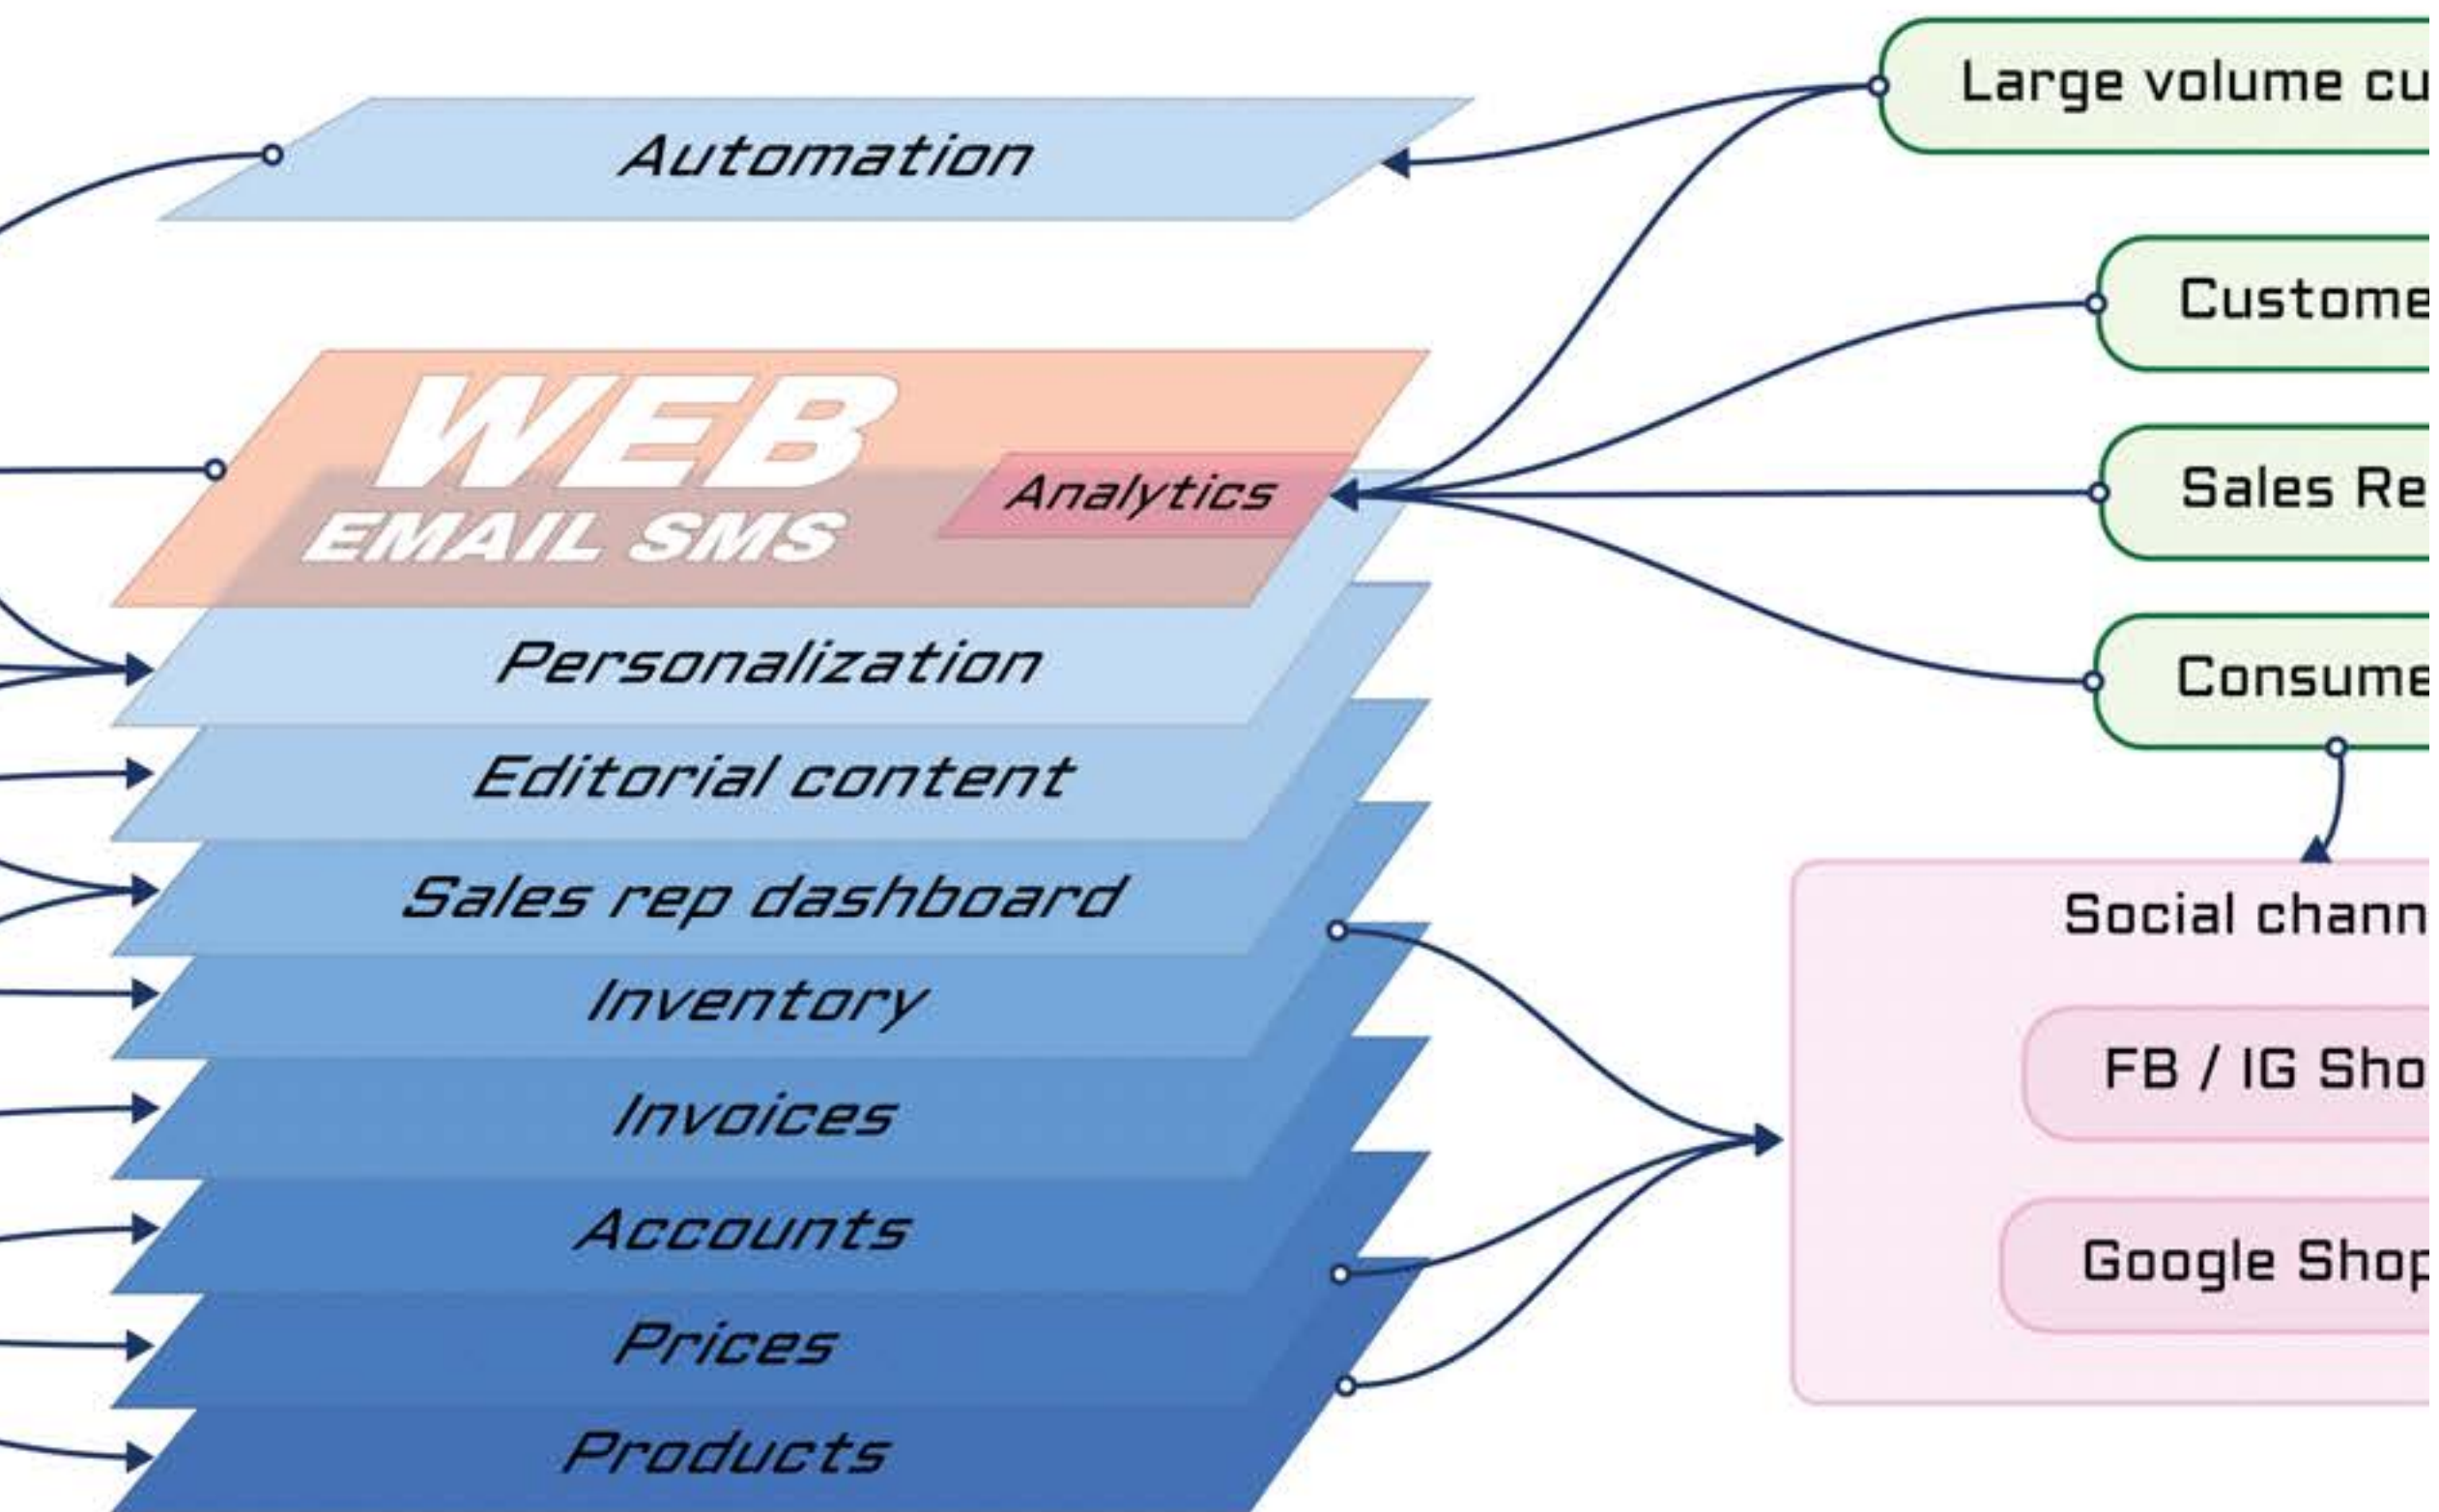 Large volume cu
Automation
Custome
WEB
Analytics
EMAIL SMS
Sales Re
Personalization
Consume
Editorial content
Sales rep dashboard
Social chann
Inventory
FB / IG Sho
Invoices
Accounts
Google Shop
Prices
Products